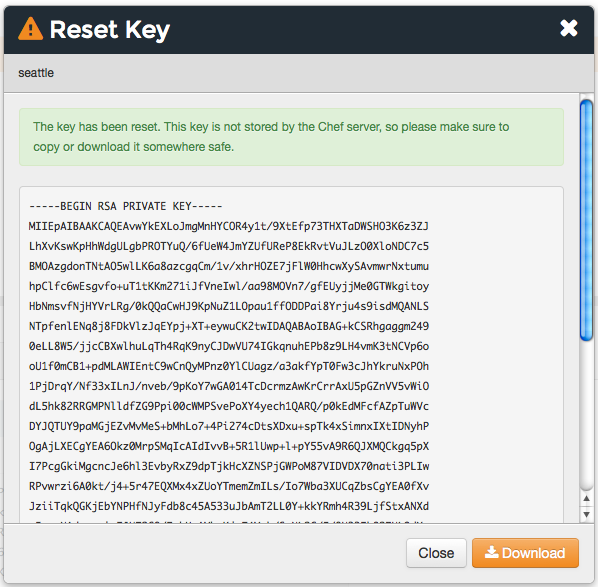 Reset Key
seattle
The key has been reset. This key is not stored by the Chef server, so please make sure to
copy or download it somewhere safe.
-----BEGIN RSA PRIVATE KEY-----
MIIEpAIBAAKCAQEAvwYkEXLoJmgMnHYCOR4y1t/9XtEfp73THXTaDWSHO3K6z3ZJ
LhXvKswKpHhWdgULgbPROTYuQ/6fUeW4JmYZUfUReP8EkRvtVuJLzO0XloNDC7c5
BMOAzgdonTNtAO5wlLK6a8azcgqCm/1v/xhrHOZE7jFlW0HhcwXySAvmwrNxtumu
hpClfc6wEsgvfo+uT1tKKm271iJfVneIwl/aa98MOVn7/gfEUyjjMe0GTWkgitoy
HbNmsvfNjHYVrLRg/0kQQaCwHJ9KpNuZ1LOpau1ffODDPai8Yrju4s9isdMQANLS
NTpfenlENq8j8FDkVlzJqEYpj+XT+eywuCK2twIDAQABAoIBAG+kCSRhgaggm249
0eLL8W5/jjcCBXwlhuLqTh4RqK9nyCJDwVU74IGkqnuhEPb8z9LH4vmK3tNCVp6o
oU1f0mCB1+pdMLAWIEntC9wCnQyMPnz0YlCUagz/a3akfYpT0Fw3cJhYkruNxPOh
1PjDrqY/Nf33xILnJ/nveb/9pKoY7wGA014TcDcrmzAwKrCrrAxU5pGZnVV5vWiO
dL5hk82RRGMPNlldfZG9Ppi00cWMPSvePoXY4yech1QARQ/p0kEdMFcfAZpTuWVc
DYJQTUY9paMGjEZvMvMeS+bMhLo7+4Pi274cDtsXDxu+spTk4xSimnxIXtIDNyhP
OgAjLXECgYEA6Okz0MrpSMqIcAIdIvvB+5R1lUwp+l+pY55vA9R6QJXMQCkgq5pX
I7PcgGkiMgcncJe6hl3EvbyRxZ9dpTjkHcXZNSPjGWPoM87VIDVDX70nati3PLIw
RPvwrzi6A0kt/j4+5r47EQXMx4xZUoYTmemZmILs/Io7Wba3XUCqZbsCgYEA0fXv
JziiTqkQGKjEbYNPHfNJyFdb8c45A533uJbAmT2LL0Y+kkYRmh4R39LjfStxANXd
Close
Download